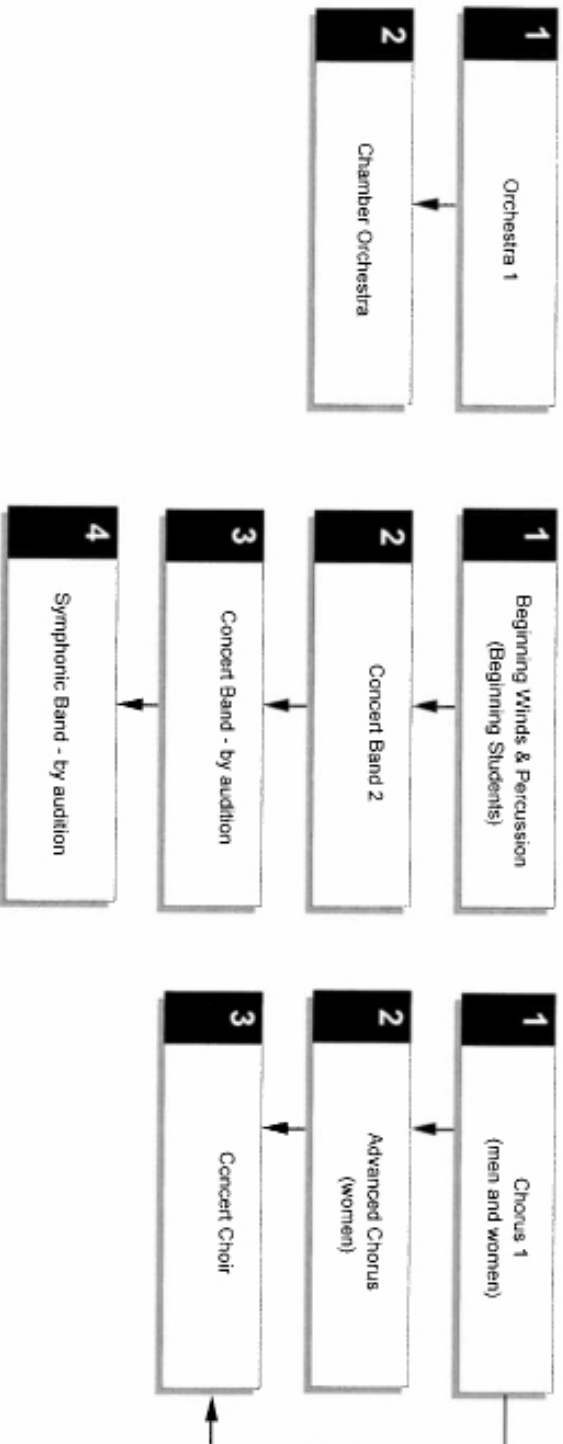 1
Orchestra 1
2
Chamber Orchestra
1
Beginning Winds & Percussion
(Beginning Students)
2
Concert Band 2
3
Concert Band - by audition
4
Symphonic Band - by audition
1
Chorus 1
(men and women)
2
Advanced Chorus
(women)
3
Concert Choir